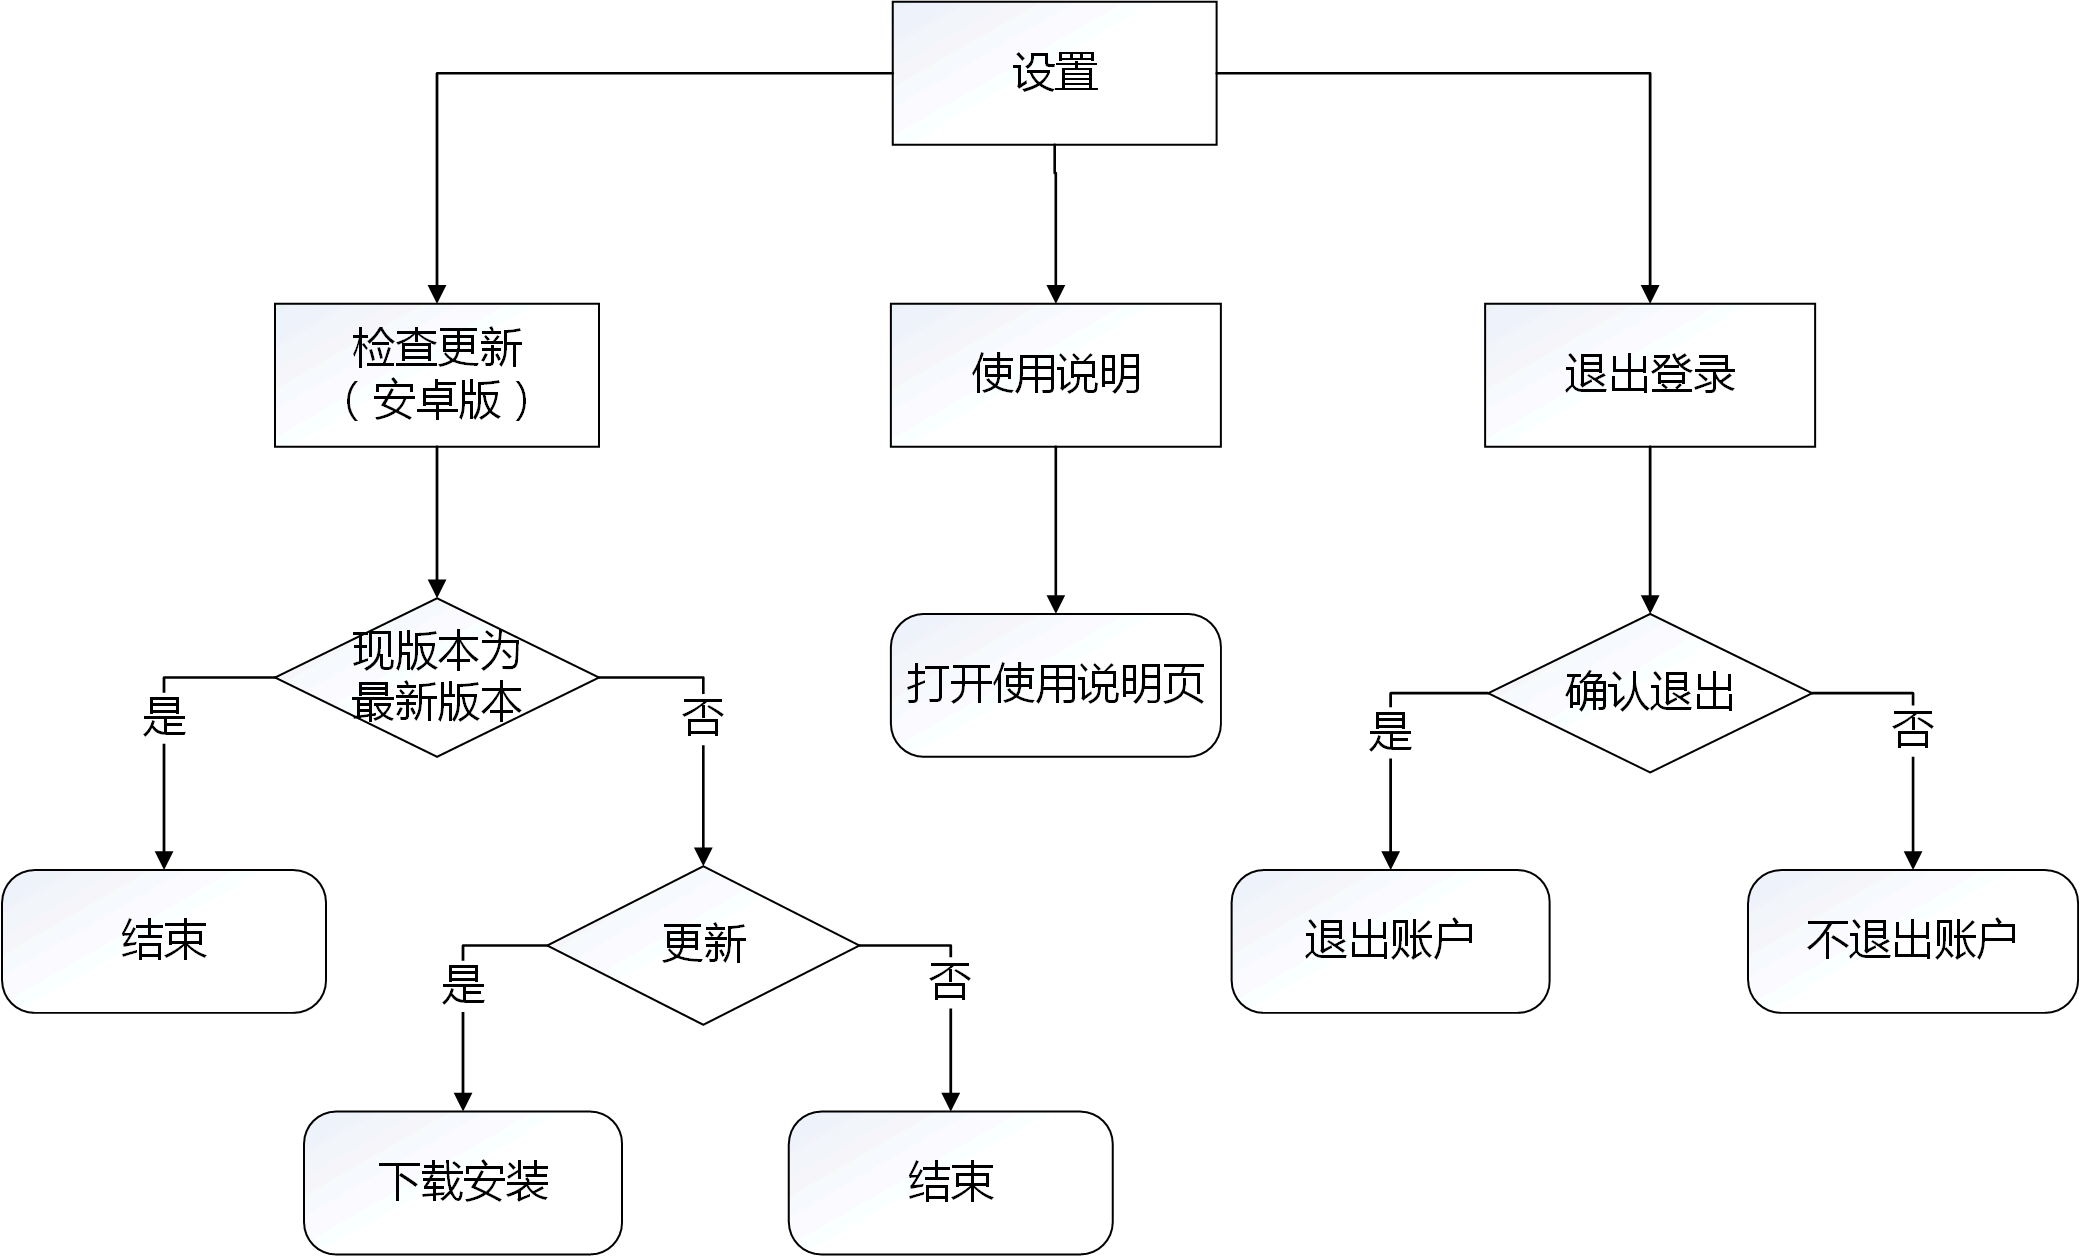 设置
检查更新
（安卓版）
使用说明
退出登录
现版本为
最新版本
打开使用说明页
确认退出
是
否
是
否
结束
更新
退出账户
不退出账户
是
否
下载安装
结束